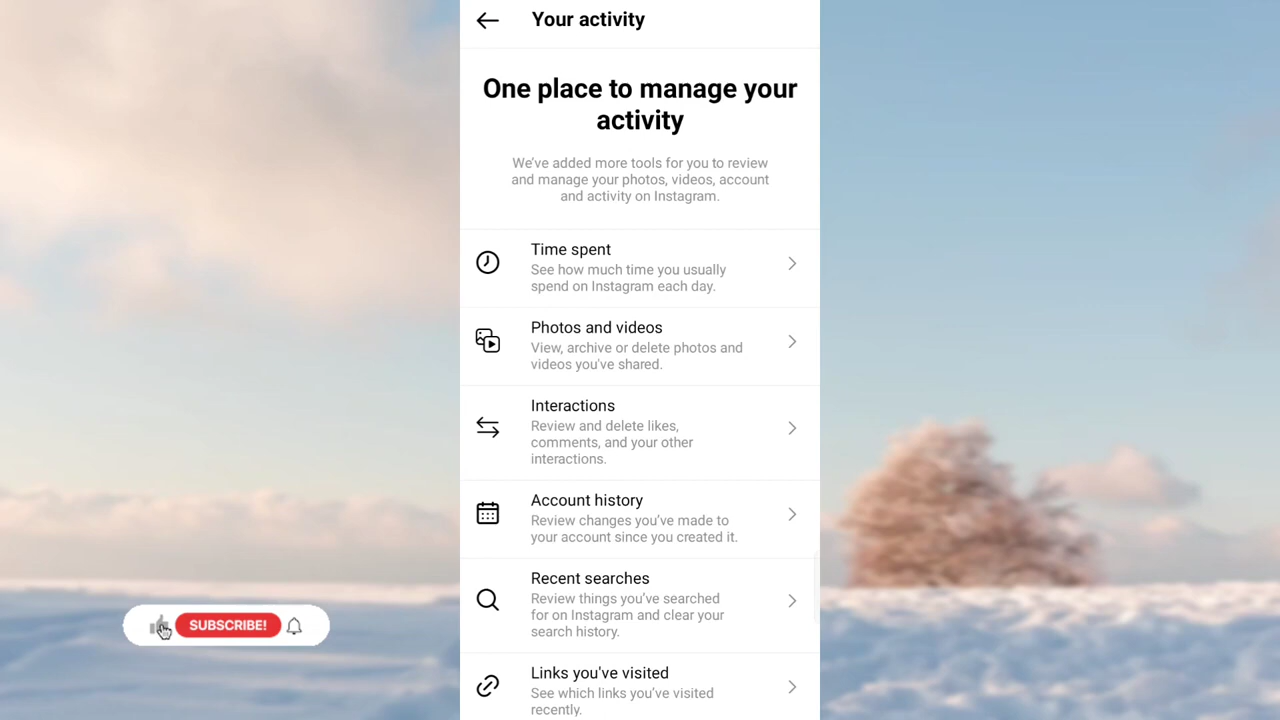 Your activity
One place to manage your
activity
We've added more tools for you to review
and manage your photos, videos, account
and activity on Instagram.
Time spent
See how much time you usually
spend on Instagram each day.
Photos and videos
View, archive or delete photos and
videos you've shared.
Interactions
Review and delete likes,
comments, and your other
interactions.
Account history
Review changes you've made to
your account since you created it.
Recent searches
Review things you've searched
for on Instagram and clear your
search history.
SUBSCRIBE!
Links you've visited
See which links you've visited
recently.